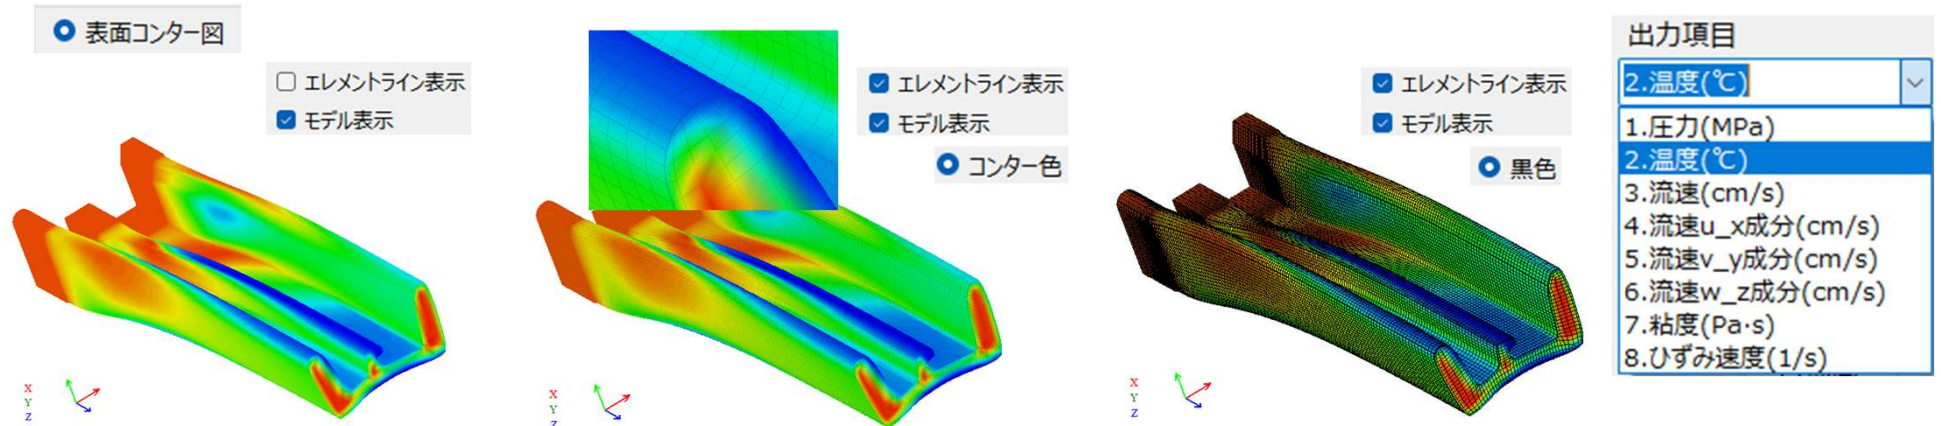 表面コンター図
エレメントライン表示
モデル表示
X
Y
Z
エレメントライン表示
モデル表示
コンター色
X
Y
Z
エレメントライン表示
モデル表示
黒色
X
Y
Z
出力項目
2.温度(℃)
1.圧力(MPa)
2.温度(℃)
3.流速(cm/s)
4.流速u_x成分(cm/s)
5.流速v_y成分(cm/s)
6.流速w_z成分(cm/s)
7.粘度(Pa·s)
8.ひずみ速度(1/s)